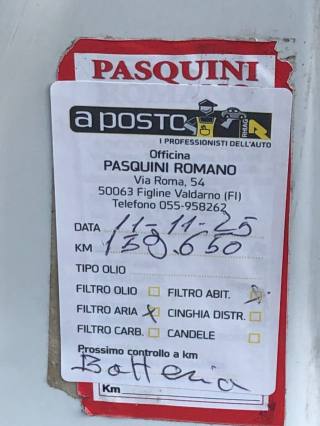 PASQUINI
a posto
RMAG
I PROFESSIONISTI DELL'AUTO
Officina
PASQUINI ROMANO
Via Roma, 54
50063 Figline Valdarno (FI)
Telefono 055-958262
DATA 11-11-25
KM 159.650
TIPO OLIO
FILTRO OLIO FILTRO ABIT. X
FILTRO ARIA X CINGHIA DISTR.
FILTRO CARB. CANDELE
Prossimo controllo a km
Batteria
Km